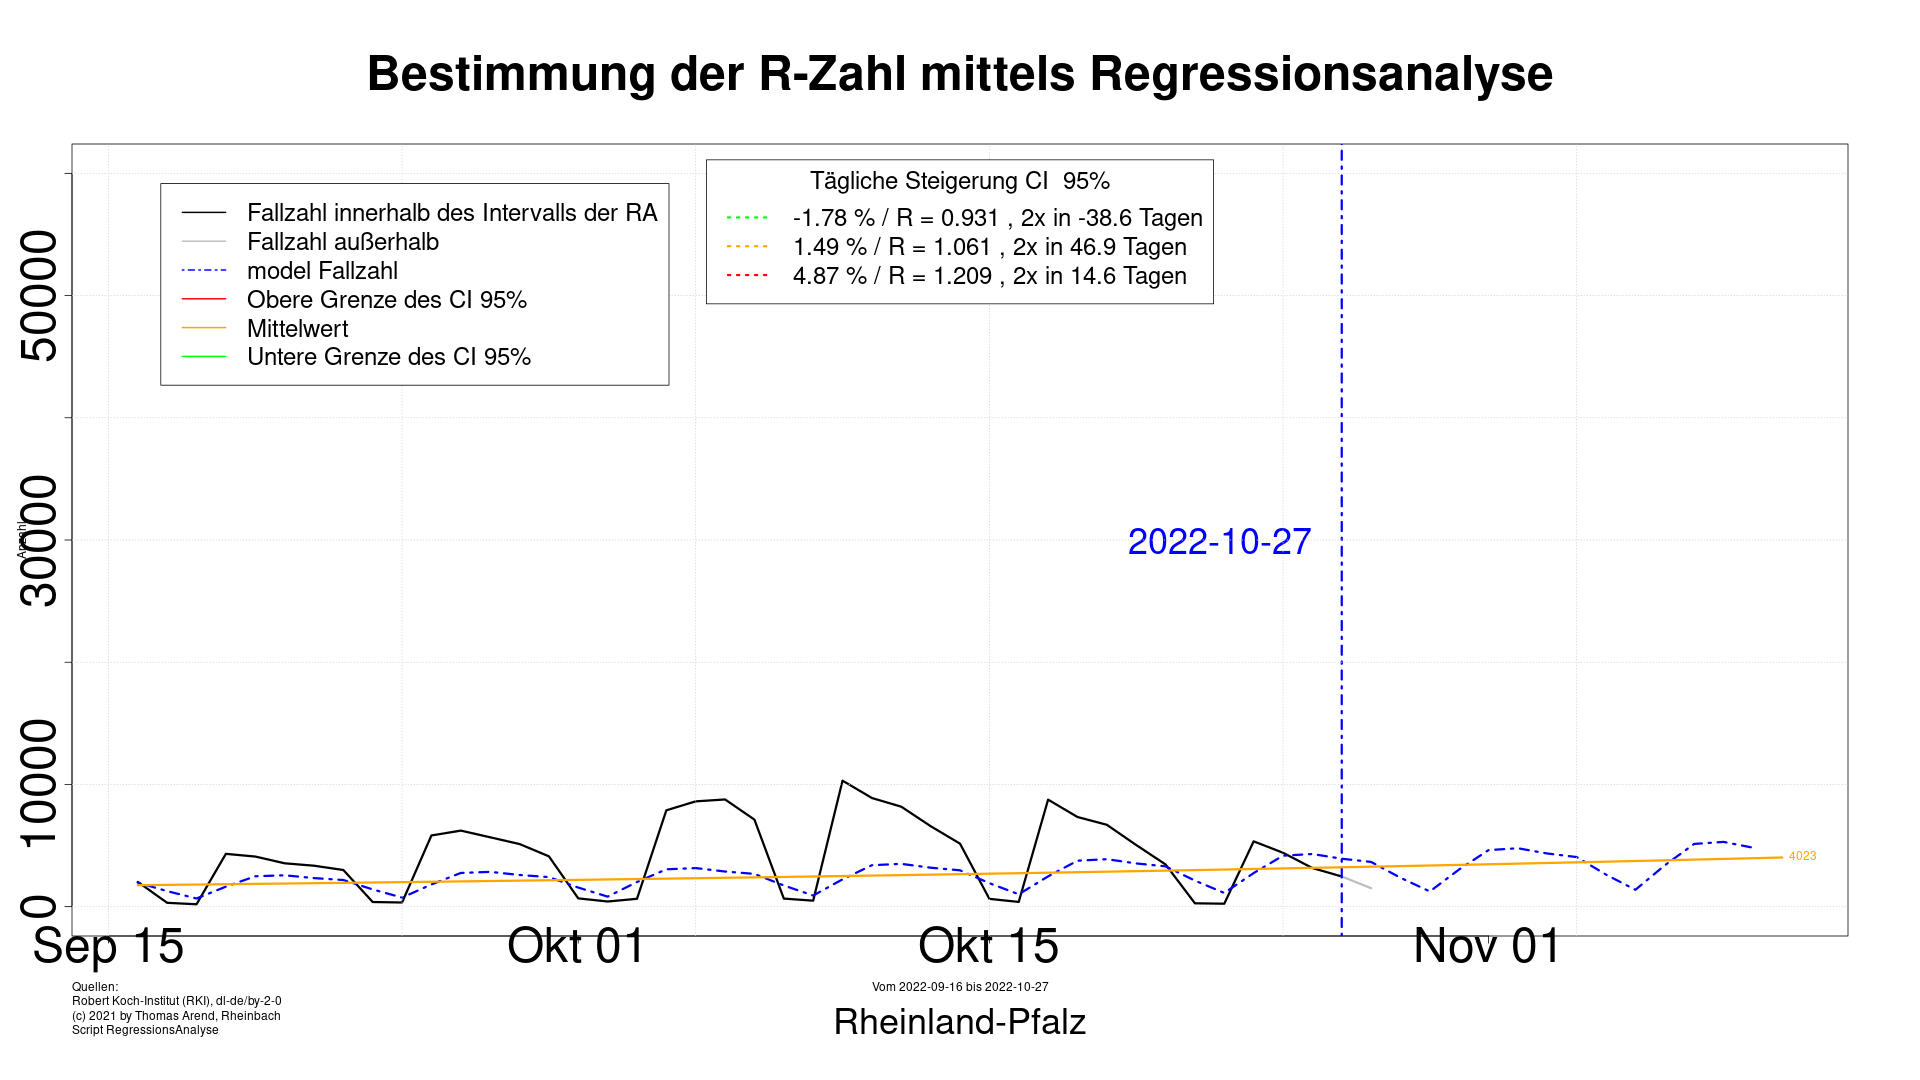 Bestimmung der R-Zahl mittels Regressionsanalyse
Fallzahl innerhalb des Intervalls der RA
Fallzahl außerhalb
model Fallzahl
Obere Grenze des CI 95%
Mittelwert
Untere Grenze des CI 95%
Tägliche Steigerung CI 95%
-1.78 % / R = 0.931 , 2x in -38.6 Tagen
1.49 % / R = 1.061 , 2x in 46.9 Tagen
4.87 % / R = 1.209 , 2x in 14.6 Tagen
50000
30000
10000
0
Anzahl
2022-10-27
4023
Sep 15
Okt 01
Okt 15
Nov 01
Quellen:
Robert Koch-Institut (RKI), dl-de/by-2-0
(c) 2021 by Thomas Arend, Rheinbach
Script RegressionsAnalyse
Vom 2022-09-16 bis 2022-10-27
Rheinland-Pfalz